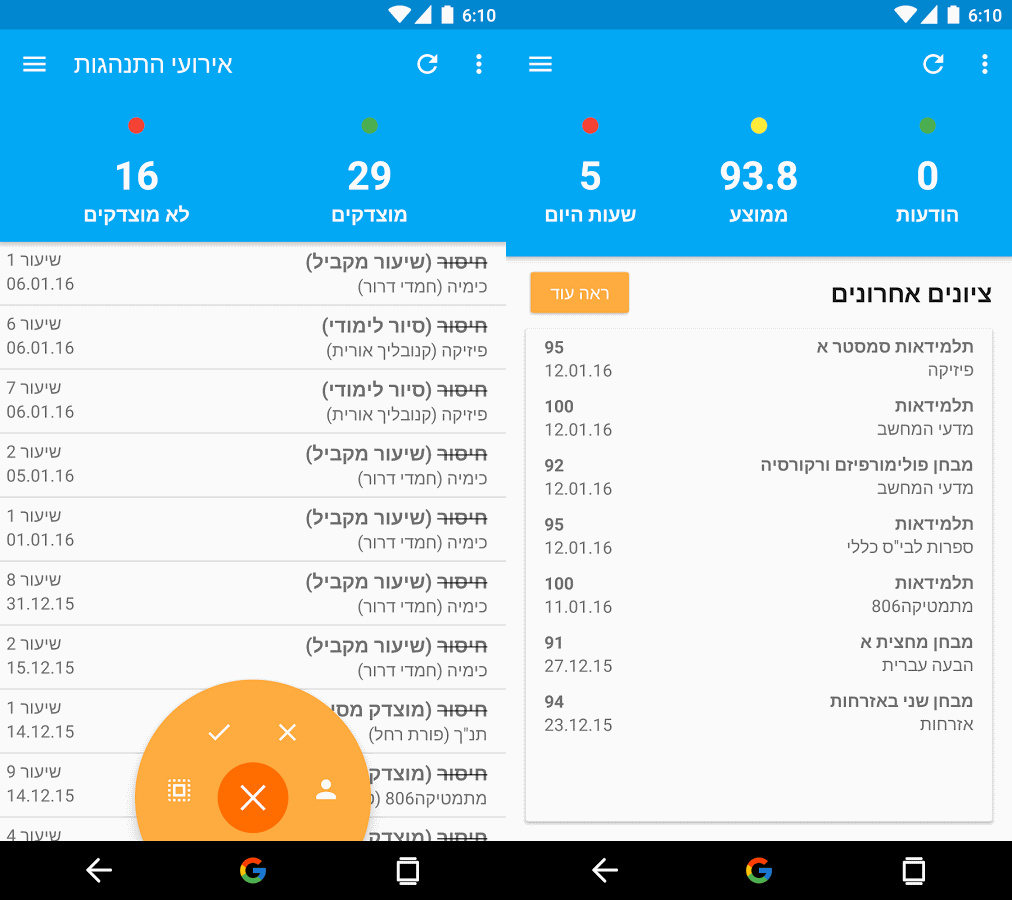 6:10
אירועי התנהגות
29
מוצדקים
16
לא מוצדקים
חיסור (שיעור מקביל)
שיעור 1
כימיה (חמדי דרור)
06.01.16
חיסור (סיור לימודי)
שיעור 6
פיזיקה (קנובליך אורית)
06.01.16
חיסור (סיור לימודי)
שיעור 7
פיזיקה (קנובליך אורית)
06.01.16
חיסור (שיעור מקביל)
שיעור 2
כימיה (חמדי דרור)
05.01.16
חיסור (שיעור מקביל)
שיעור 1
כימיה (חמדי דרור)
01.01.16
חיסור (שיעור מקביל)
שיעור 8
כימיה (חמדי דרור)
31.12.15
חיסור (שיעור מקביל)
שיעור 2
כימיה (חמדי דרור)
15.12.15
חיסור (מוצדק מסו
שיעור 1
תנ"ך (פורת רחל)
14.12.15
חיסור (מוצדק
שיעור 9
מתמטיקה806
14.12.15
חיסור (מוצדק
שיעור 4
6:10
0
הודעות
93.8
ממוצע
5
שעות היום
ציונים אחרונים
ראה עוד
תלמידאות סמסטר א
95
פיזיקה
12.01.16
תלמידאות
100
מדעי המחשב
12.01.16
מבחן פולימורפיזם ורקורסיה
92
מדעי המחשב
12.01.16
תלמידאות
95
ספרות לבי"ס כללי
12.01.16
תלמידאות
100
מתמטיקה806
11.01.16
מבחן מחצית א
91
הבעה עברית
27.12.15
מבחן שני באזרחות
94
אזרחות
23.12.15